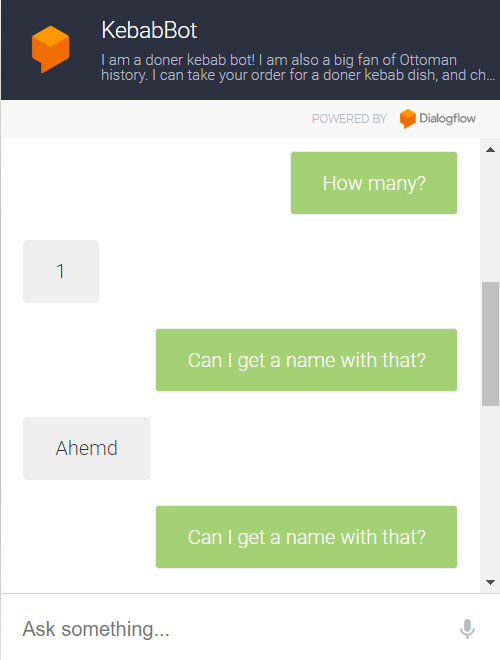 KebabBot
I am a doner kebab bot! I am also a big fan of Ottoman
history. I can take your order for a doner kebab dish, and ch...
POWERED BY Dialogflow
How many?
1
Can I get a name with that?
Ahemd
Can I get a name with that?
Ask something...